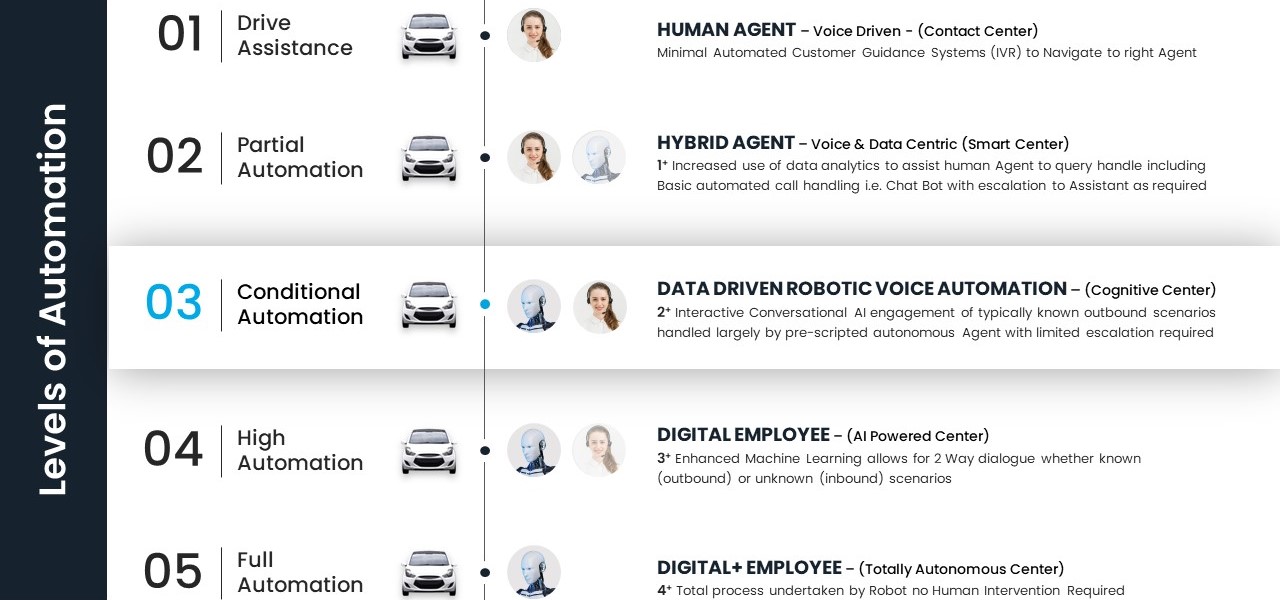 Levels of Automation
01
Drive
Assistance
HUMAN AGENT – Voice Driven - (Contact Center)
Minimal Automated Customer Guidance Systems (IVR) to Navigate to right Agent
02
Partial
Automation
HYBRID AGENT – Voice & Data Centric (Smart Center)
1⁺ Increased use of data analytics to assist human Agent to query handle including
Basic automated call handling i.e. Chat Bot with escalation to Assistant as required
03
Conditional
Automation
DATA DRIVEN ROBOTIC VOICE AUTOMATION – (Cognitive Center)
2⁺ Interactive Conversational AI engagement of typically known outbound scenarios
handled largely by pre-scripted autonomous Agent with limited escalation required
04
High
Automation
DIGITAL EMPLOYEE – (AI Powered Center)
3⁺ Enhanced Machine Learning allows for 2 Way dialogue whether known
(outbound) or unknown (inbound) scenarios
05
Full
Automation
DIGITAL+ EMPLOYEE – (Totally Autonomous Center)
4⁺ Total process undertaken by Robot no Human Intervention Required